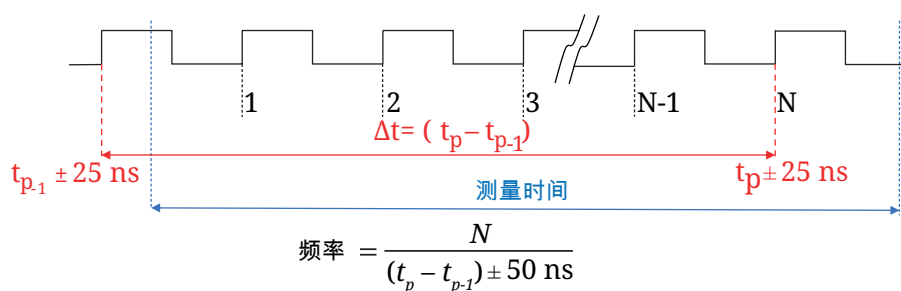 1 2 3 N-1 N
Δt= ( tp – tp-1)
tp-1 ± 25 ns
tp± 25 ns
测量时间
频率 = N / (tp – tp-1) ± 50 ns